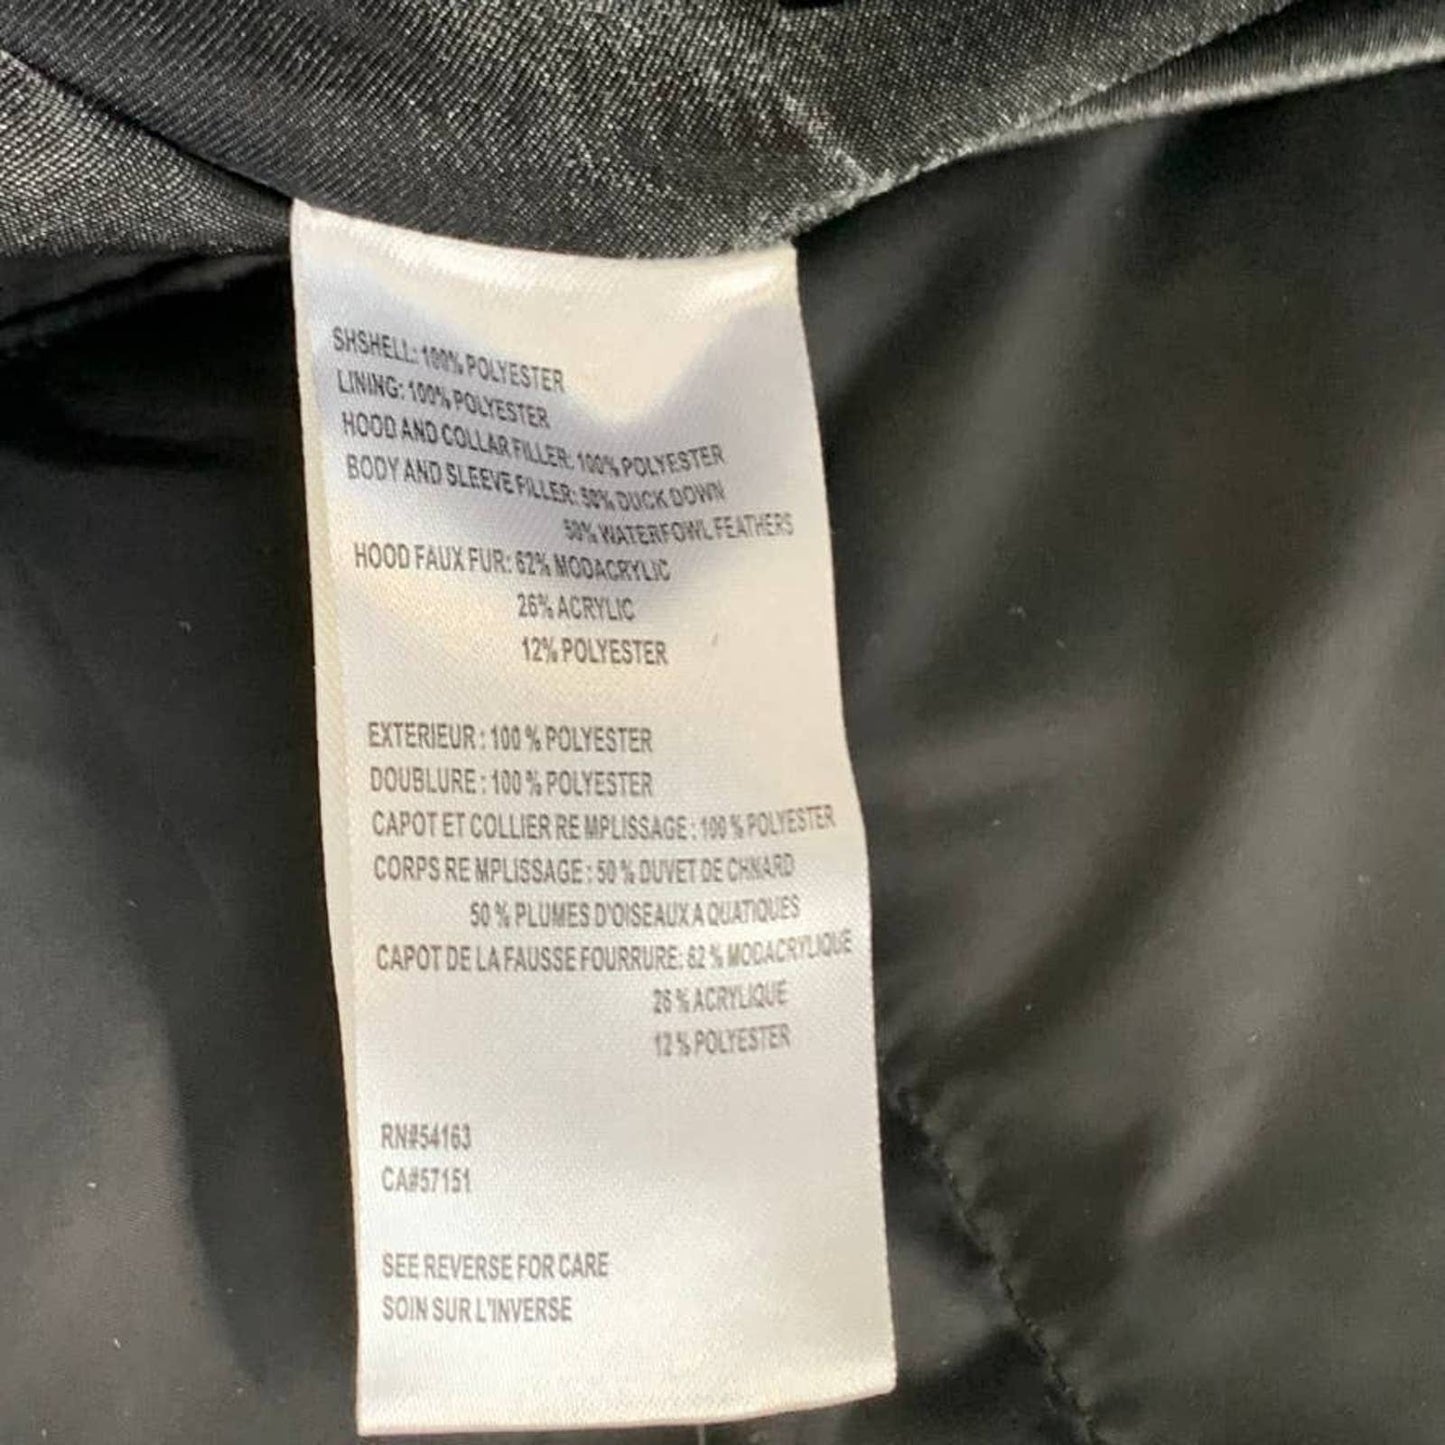 SHSHELL: 100% POLYESTER
LINING: 100% POLYESTER
HOOD AND COLLAR FILLER: 100% POLYESTER
BODY AND SLEEVE FILLER: 50% DUCK DOWN
50% WATERFOWL FEATHERS
HOOD FAUX FUR: 62% MODACRYLIC
26% ACRYLIC
12% POLYESTER
EXTERIEUR : 100 % POLYESTER
DOUBLURE : 100 % POLYESTER
CAPOT ET COLLIER RE MPLISSAGE : 100 % POLYESTER
CORPS RE MPLISSAGE : 50 % DUVET DE CHNARD
50 % PLUMES D'OISEAUX A QUATIQUES
CAPOT DE LA FAUSSE FOURRURE: 62 % MODACRYLIQUE
26 % ACRYLIQUE
12 % POLYESTER
RN#54163
CA#57151
SEE REVERSE FOR CARE
SOIN SUR L'INVERSE